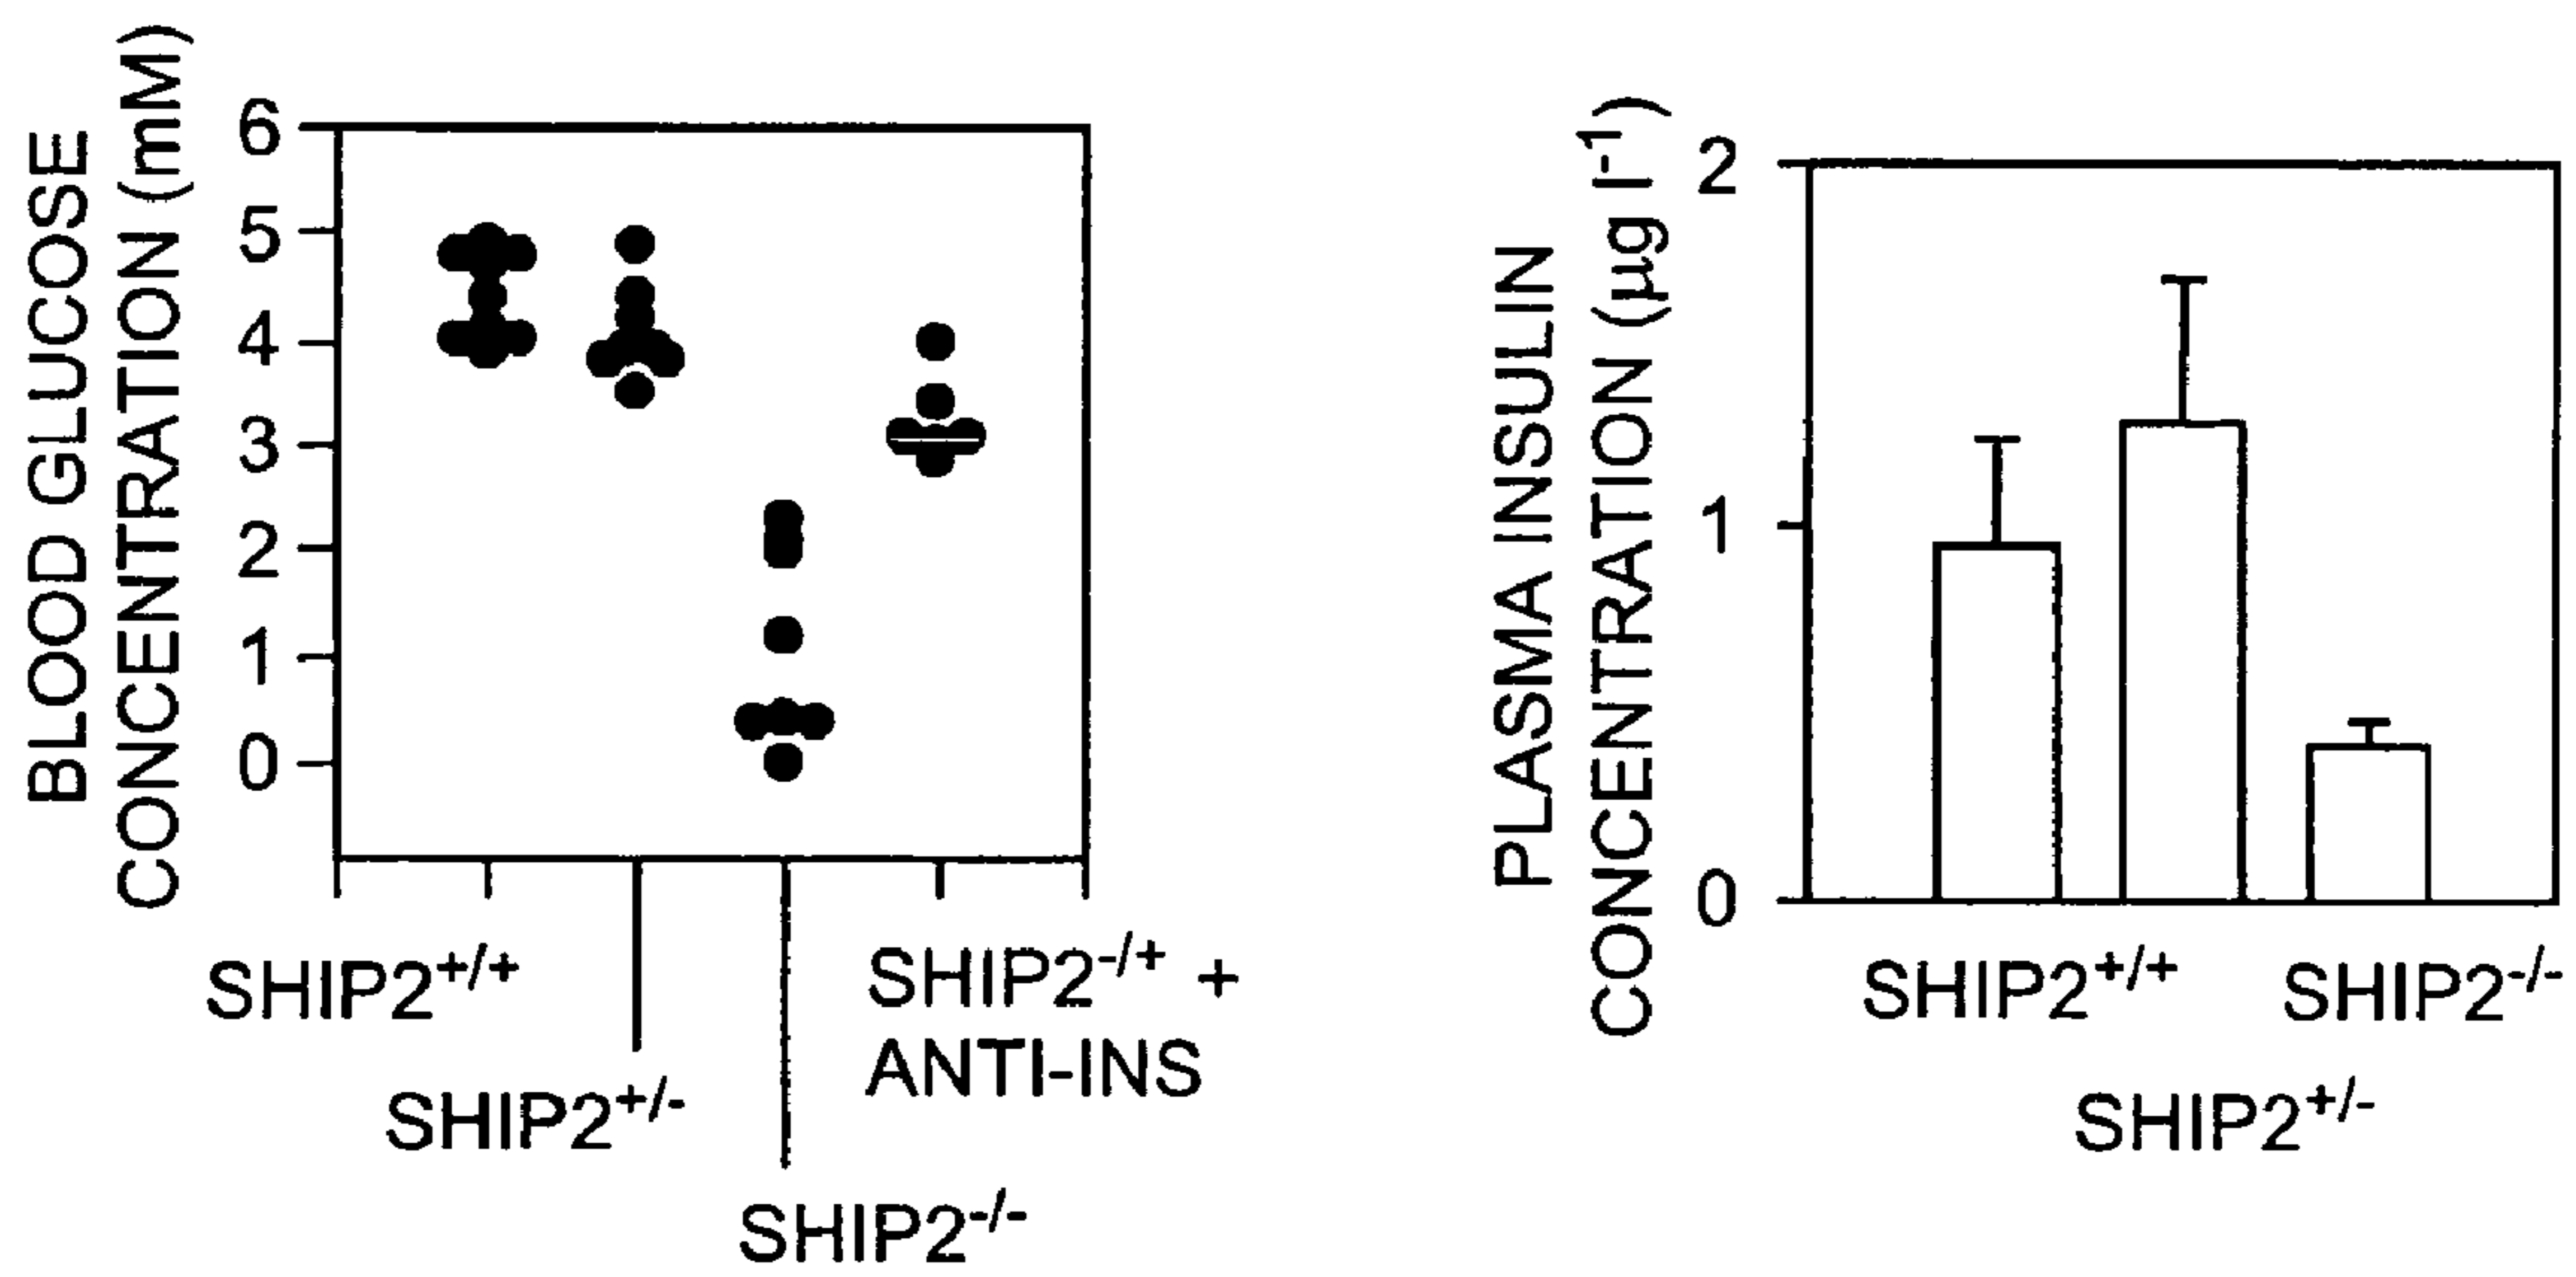 BLOOD GLUCOSE
CONCENTRATION (mM)
6
5
4
3
2
1
0
SHIP2+/+
SHIP2+/-
SHIP2-/-
SHIP2-/+ +
ANTI-INS
PLASMA INSULIN
CONCENTRATION (µg l-1)
2
1
0
SHIP2+/+
SHIP2-/-
SHIP2+/-